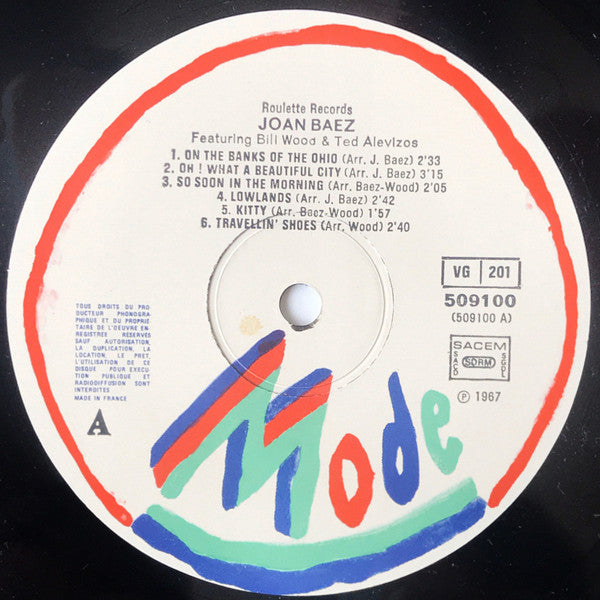 Roulette Records
JOAN BAEZ
Featuring Bill Wood & Ted Alevizos
1. ON THE BANKS OF THE OHIO (Arr. J. Baez) 2'33
2. OH ! WHAT A BEAUTIFUL CITY (Arr. J. Baez) 3'15
3. SO SOON IN THE MORNING (Arr. Baez-Wood) 2'05
4. LOWLANDS (Arr. J. Baez) 2'42
5. KITTY (Arr. Baez-Wood) 1'57
6. TRAVELLIN' SHOES (Arr. Wood) 2'40
VG 201
509100
(509100 A)
SACEM
SACD SDRM SGDL
℗ 1967
TOUS DROITS DU PRO
DUCTEUR PHONOGRA
PHIQUE ET DU PROPRIE
TAIRE DE L'OEUVRE EN
REGISTREE RESERVES
SAUF AUTORISATION,
LA DUPLICATION, LA
LOCATION, LE PRET,
L'UTILISATION DE CE
DISQUE POUR EXECU
TION PUBLIQUE ET
RADIODIFFUSION SONT
INTERDITES
MADE IN FRANCE
A
Mode